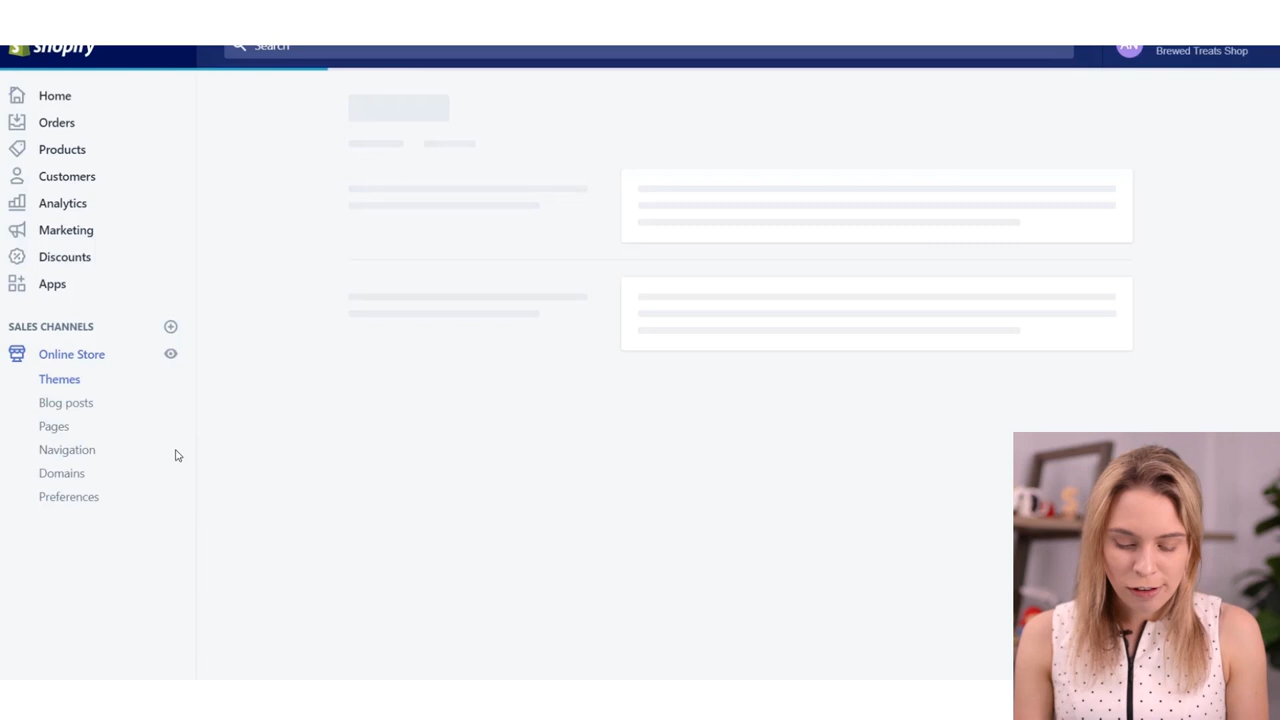 shopify
Search
AN
Brewed Treats Shop
Home
Orders
Products
Customers
Analytics
Marketing
Discounts
Apps
SALES CHANNELS
Online Store
Themes
Blog posts
Pages
Navigation
Domains
Preferences